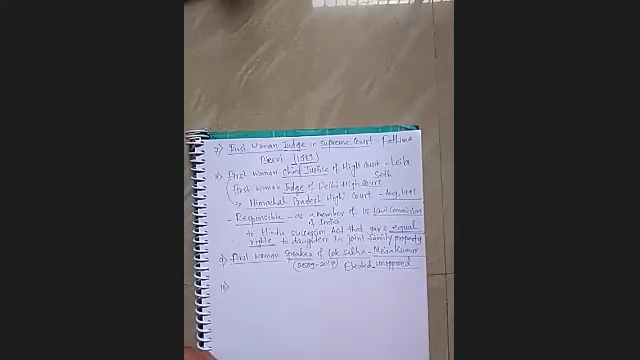 7) First Woman Judge in supreme Court Fathima
Beevi (1989)
8) First Woman Chief Justice of High Court - Leila
Seth
First Woman Judge of Delhi High Court
Himachal Pradesh High Court - Aug, 1991
- Responsible - as a member of 15 Law Commission
of India
to Hindu succession Act that gave equal
rights to daughters in joint family property
9) First Woman Speaker of Lok Sabha - Meira Kumar
(2009-2014) Elected unopposed
10)